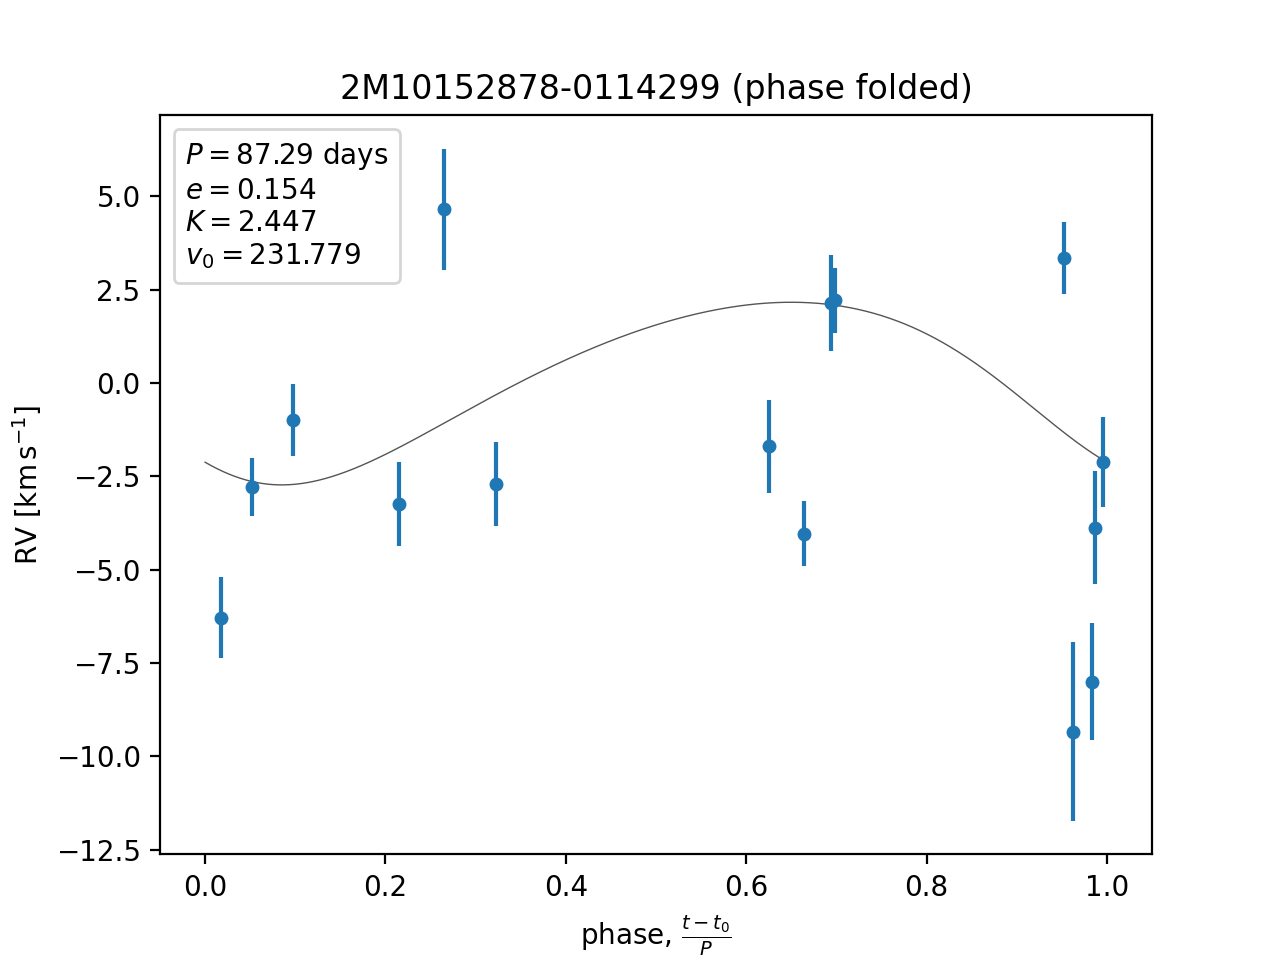 2M10152878-0114299 (phase folded)
P = 87.29 days
e = 0.154
K = 2.447
v₀ = 231.779
5.0
2.5
0.0
−2.5
−5.0
−7.5
−10.0
−12.5
RV [km s⁻¹]
0.0 0.2 0.4 0.6 0.8 1.0
phase, (t − t₀)/P